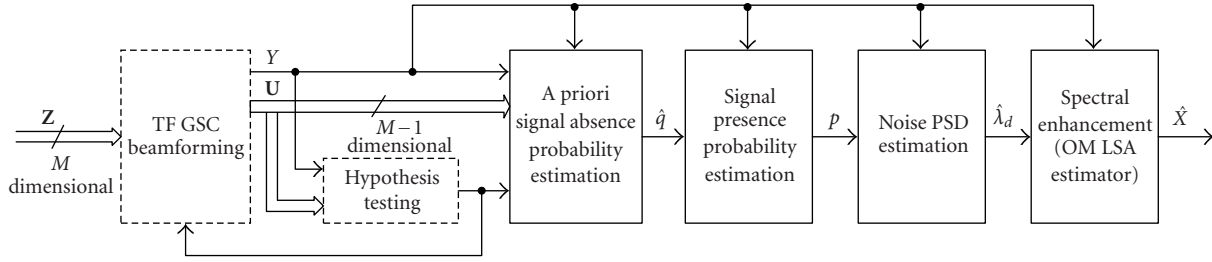 Z
M
dimensional
TF GSC
beamforming
Y
U
M−1
dimensional
Hypothesis
testing
A priori
signal absence
probability
estimation
q̂
Signal
presence
probability
estimation
p
Noise PSD
estimation
λ̂d
Spectral
enhancement
(OM LSA
estimator)
X̂